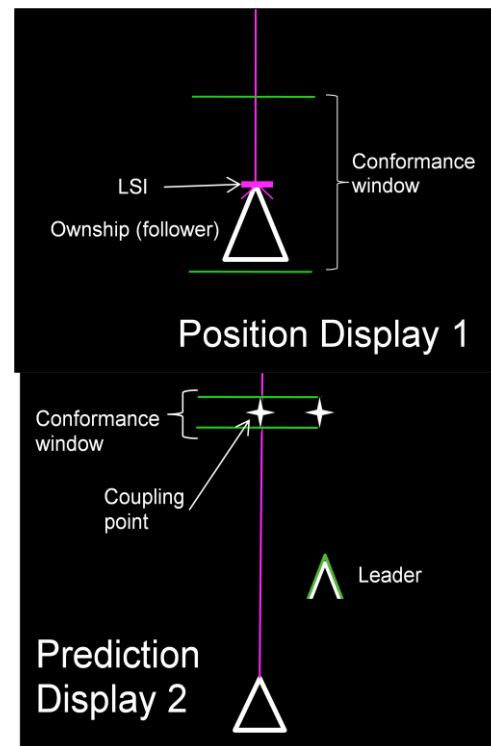 Conformance
window
LSI
Ownship (follower)
Position Display 1
Conformance
window
Coupling
point
Leader
Prediction
Display 2